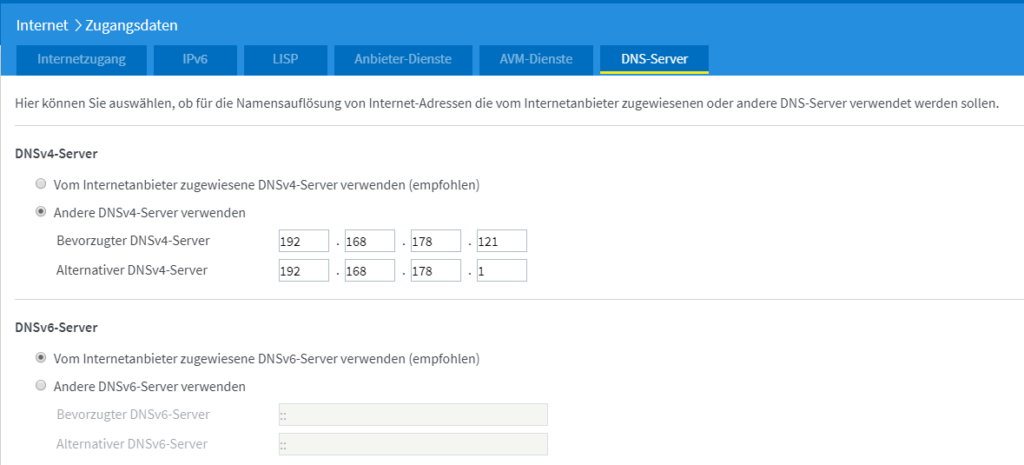 Internet > Zugangsdaten
Internetzugang IPv6 LISP Anbieter-Dienste AVM-Dienste DNS-Server
Hier können Sie auswählen, ob für die Namensauflösung von Internet-Adressen die vom Internetanbieter zugewiesenen oder andere DNS-Server verwendet werden sollen.
DNSv4-Server
Vom Internetanbieter zugewiesene DNSv4-Server verwenden (empfohlen)
Andere DNSv4-Server verwenden
Bevorzugter DNSv4-Server 192 . 168 . 178 . 121
Alternativer DNSv4-Server 192 . 168 . 178 . 1
DNSv6-Server
Vom Internetanbieter zugewiesene DNSv6-Server verwenden (empfohlen)
Andere DNSv6-Server verwenden
Bevorzugter DNSv6-Server ::
Alternativer DNSv6-Server ::